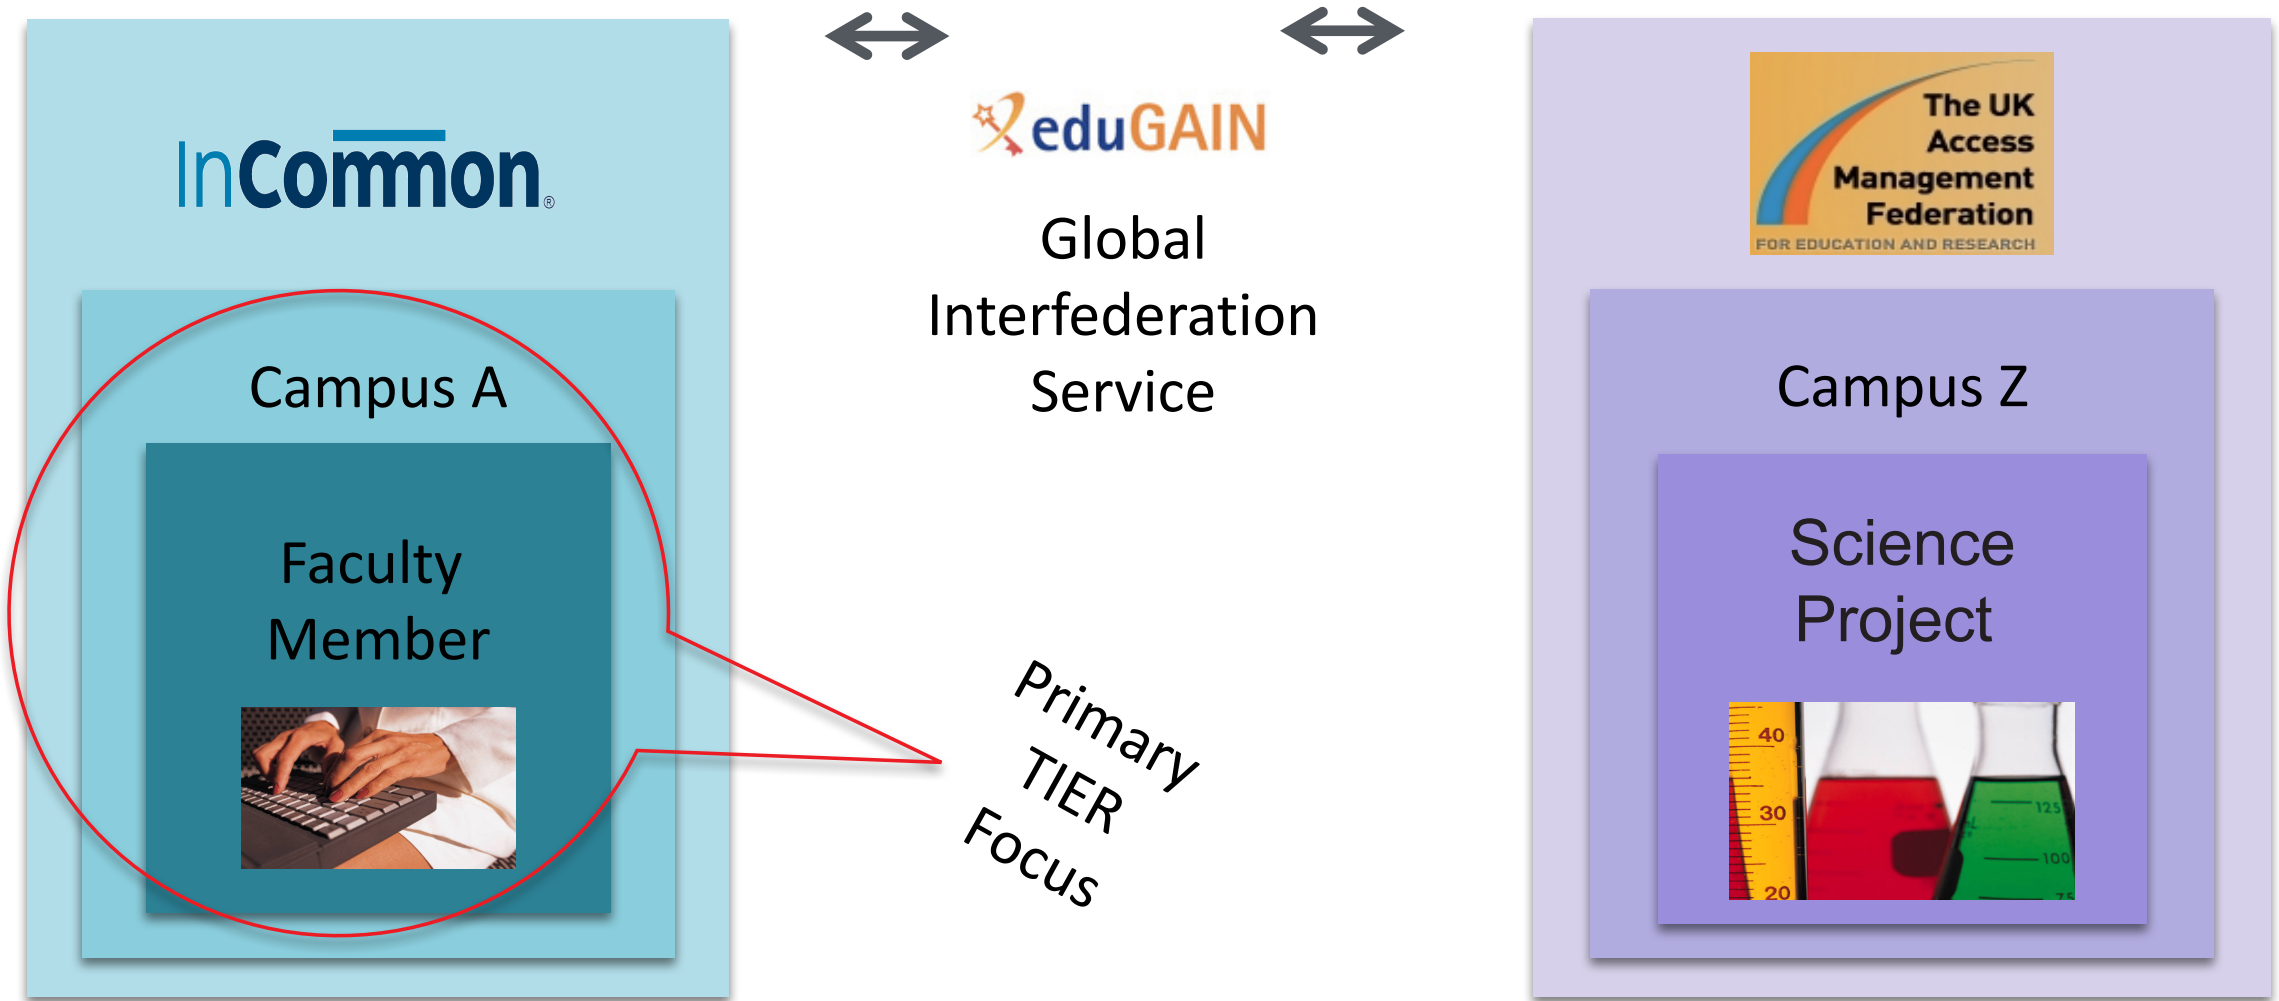 InCommon®
Campus A
Faculty
Member
eduGAIN
Global
Interfederation
Service
Primary
TIER
Focus
The UK
Access
Management
Federation
FOR EDUCATION AND RESEARCH
Campus Z
Science
Project
40
30
20
125
100
75